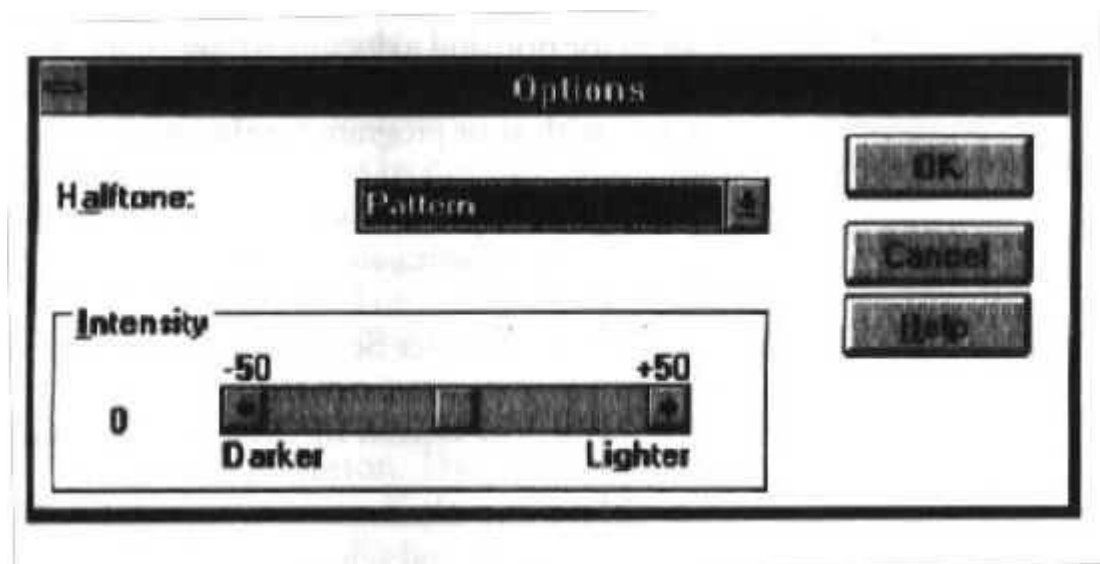 Options
Halftone:
Pattern
OK
Cancel
Help
Intensity
-50 +50
0
Darker Lighter